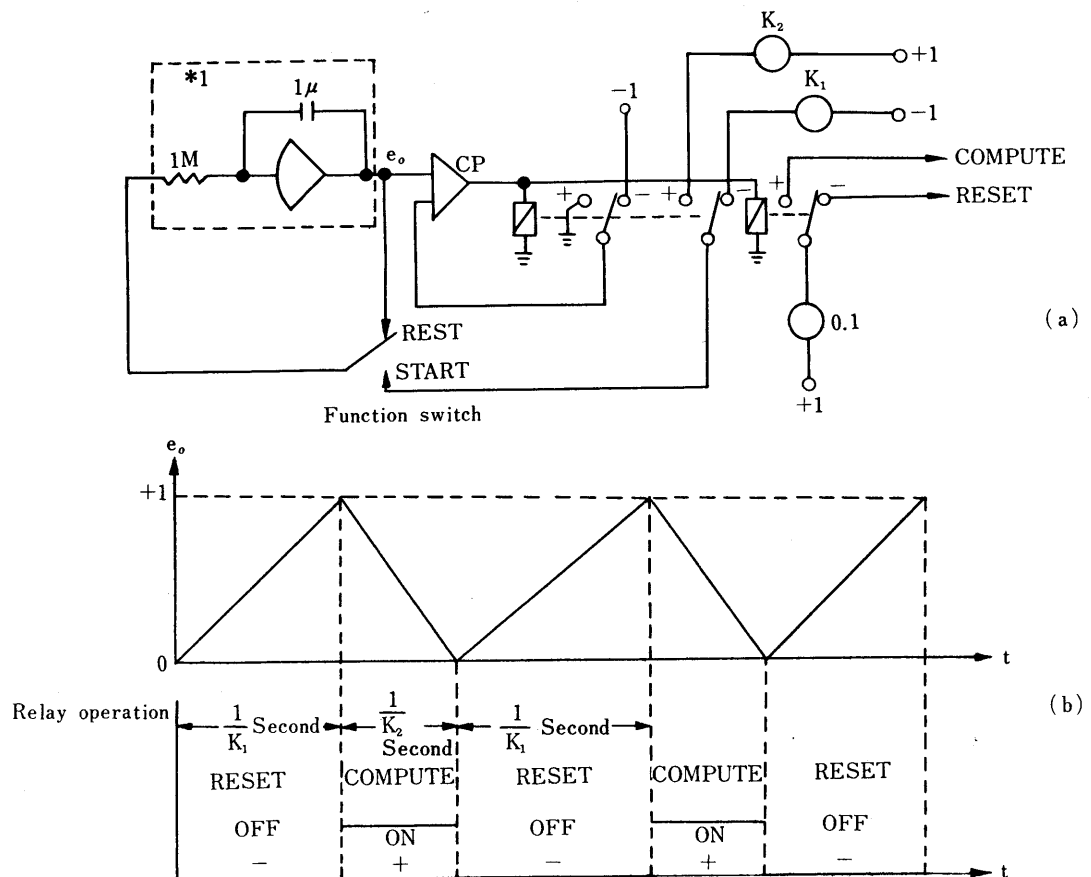 K₂
+1
*1
1μ
K₁
-1
-1
1M
e₀
CP
COMPUTE
+
-
+
-
+
-
RESET
REST
0.1
(a)
START
+1
Function switch
e₀
+1
0
t
Relay operation
1/K₁ Second
1/K₂ Second
1/K₁ Second
(b)
RESET COMPUTE RESET COMPUTE RESET
OFF ON OFF ON OFF
- + - + -
t